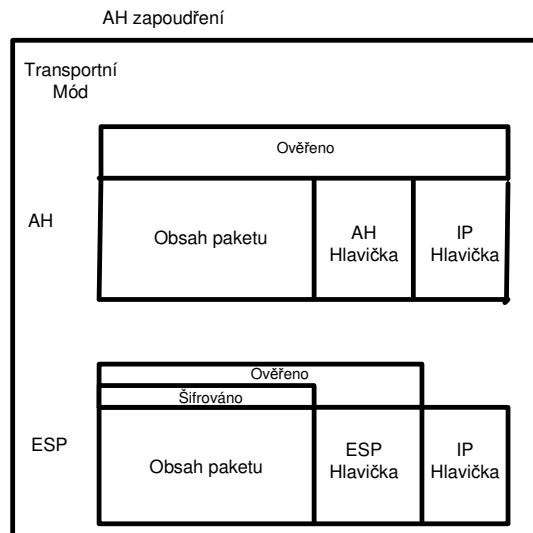 AH zapoudření
Transportní
Mód
Ověřeno
AH
Obsah paketu
AH
Hlavička
IP
Hlavička
Ověřeno
Šifrováno
ESP
Obsah paketu
ESP
Hlavička
IP
Hlavička